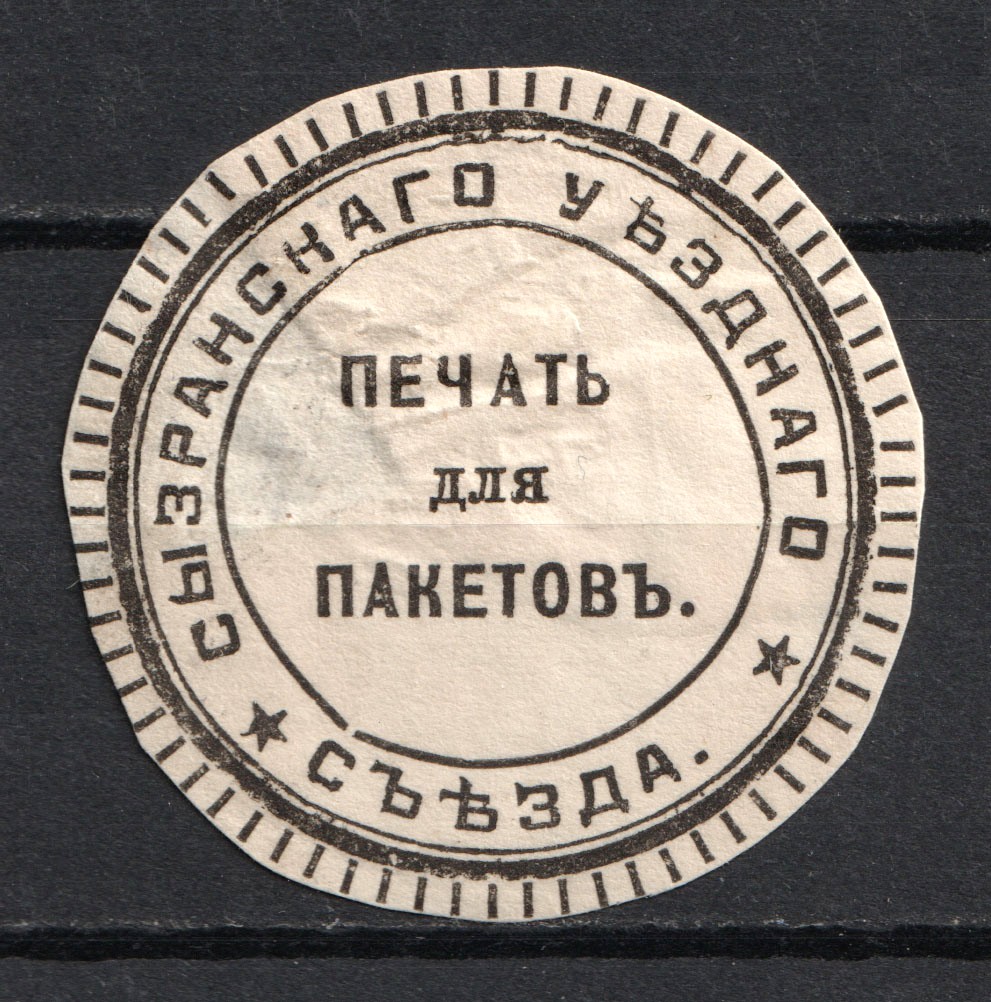 СЫЗРАНСКАГО УѢЗДНАГО
СЪѢЗДА.
ПЕЧАТЬ
для
ПАКЕТОВЪ.